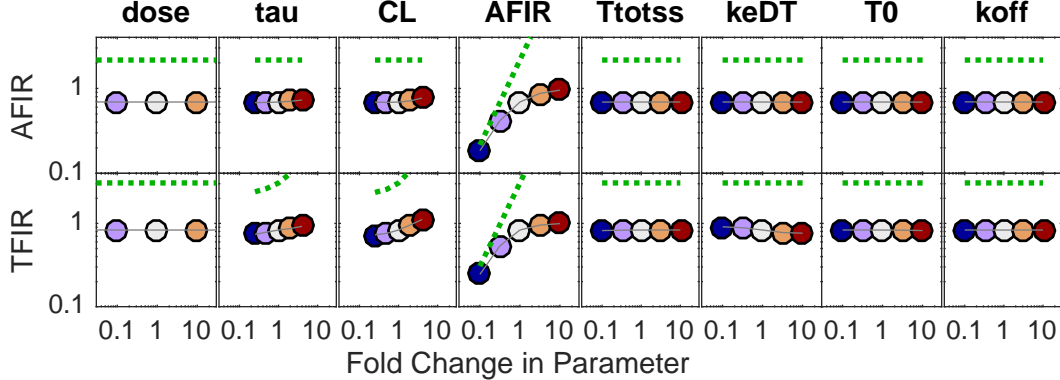 dose tau CL AFIR Ttotss keDT T0 koff
AFIR
1
0.1
TFIR
1
0.1
0.1 1 10 0. 1 10 0. 1 10 0.1 1 10 0.1 1 10 0.1 1 10 0.1 1 10 0.1 1 10
Fold Change in Parameter